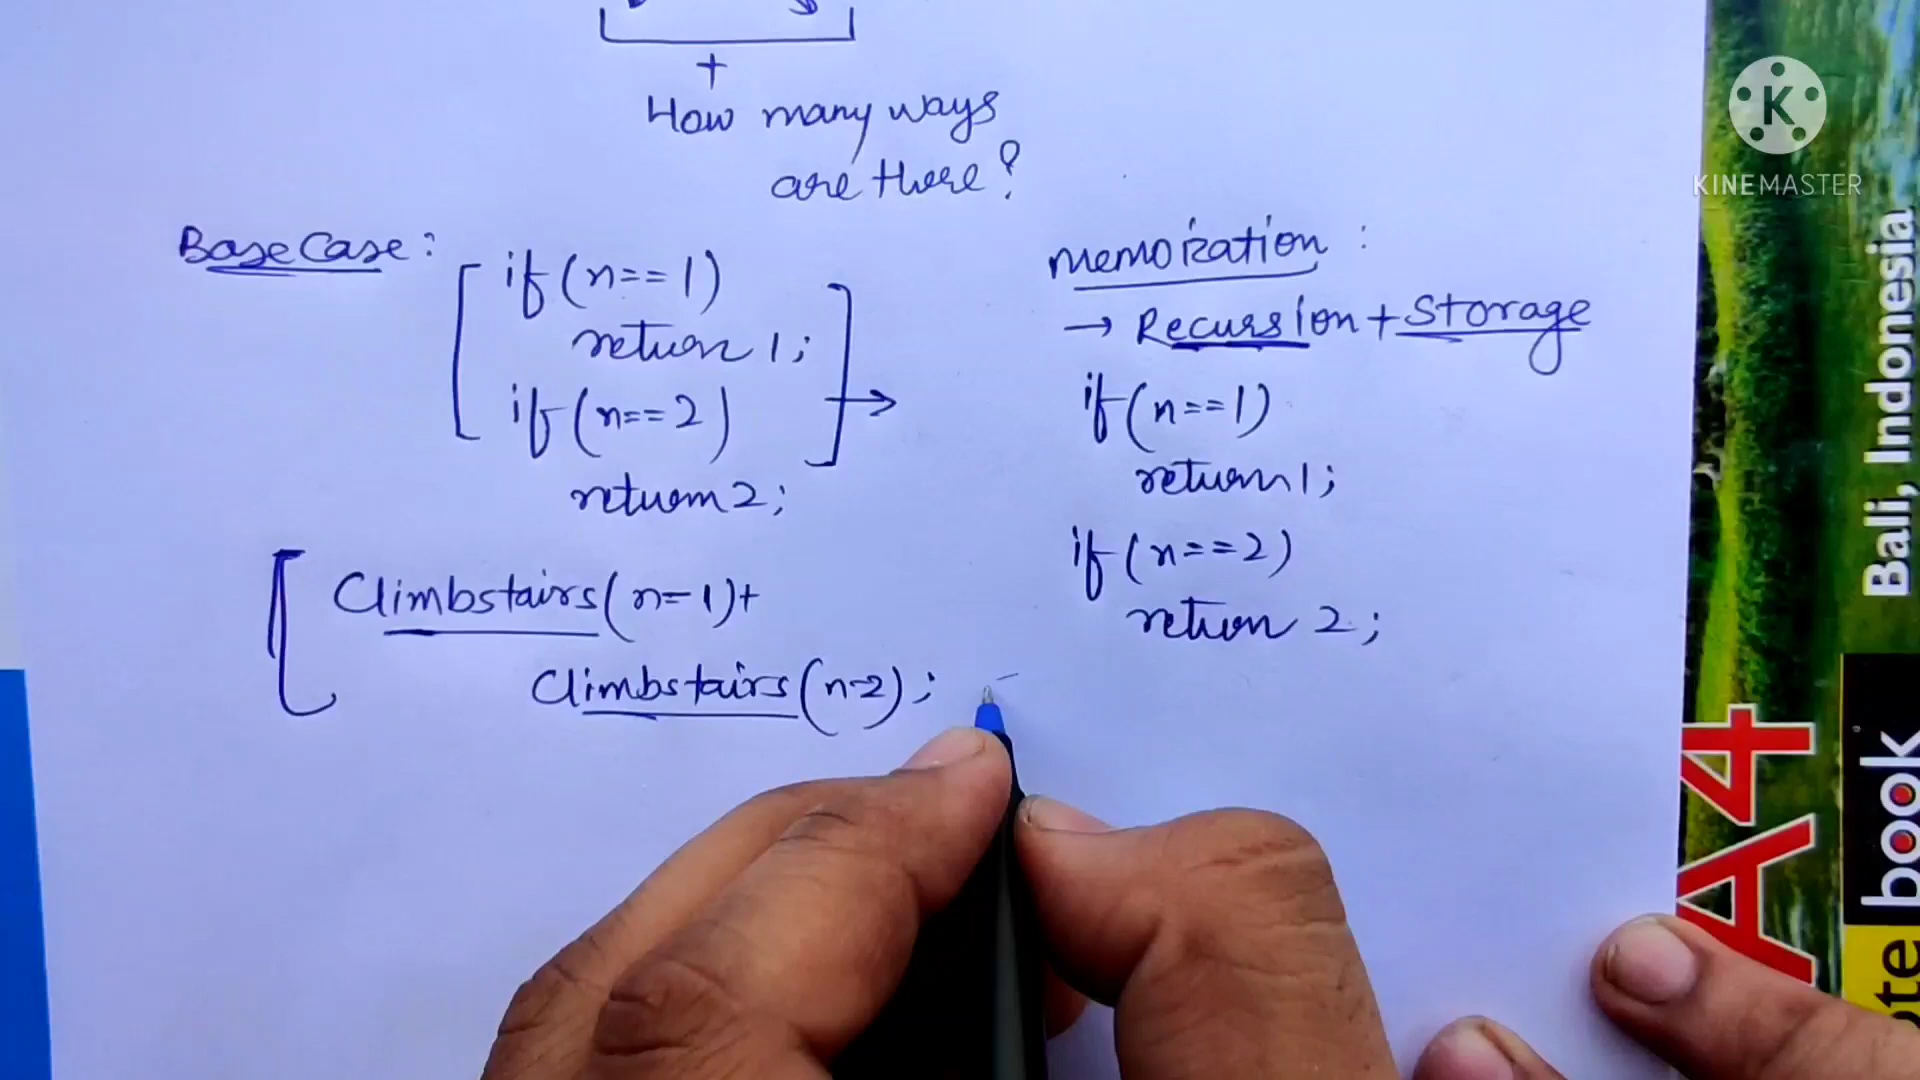 +
How many ways
are there?
Base Case:
if (n==1)
return 1;
if (n==2)
return 2;
Climbstairs(n-1)+
Climbstairs(n-2);
memoization :
→ Recursion + Storage
if (n==1)
return 1;
if (n==2)
return 2;
K
KINEMASTER
Bali, Indonesia
A4
book
ote